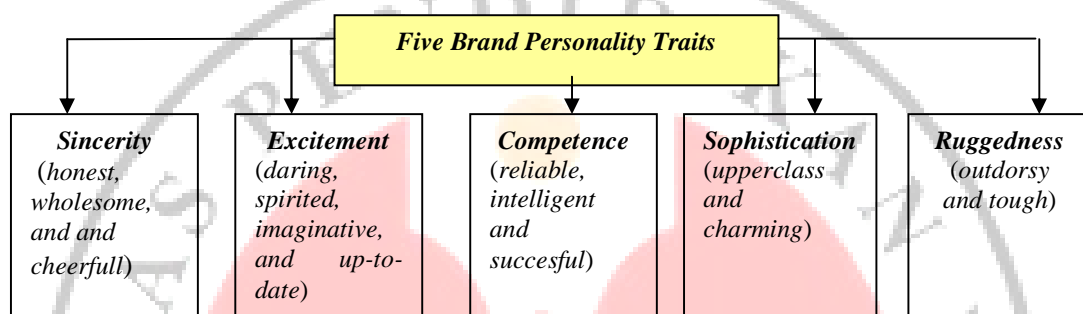 Five Brand Personality Traits
Sincerity
(honest,
wholesome,
and and
cheerfull)
Excitement
(daring,
spirited,
imaginative,
and up-to-
date)
Competence
(reliable,
intelligent
and
succesful)
Sophistication
(upperclass
and
charming)
Ruggedness
(outdorsy
and tough)